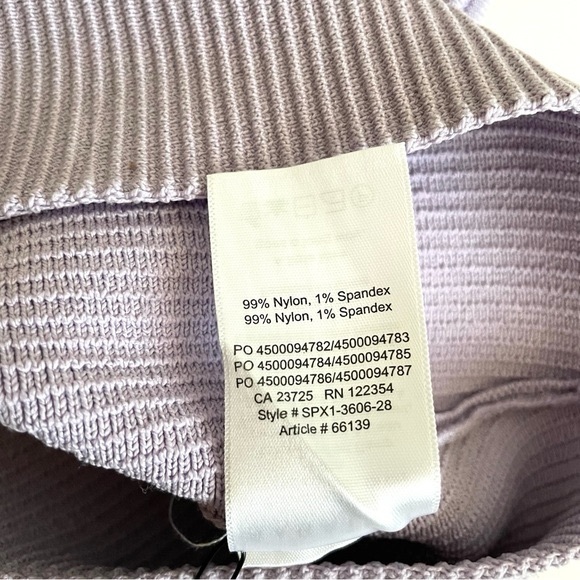 99% Nylon, 1% Spandex
99% Nylon, 1% Spandex
PO 4500094782/4500094783
PO 4500094784/4500094785
PO 4500094786/4500094787
CA 23725 RN 122354
Style # SPX1-3606-28
Article # 66139